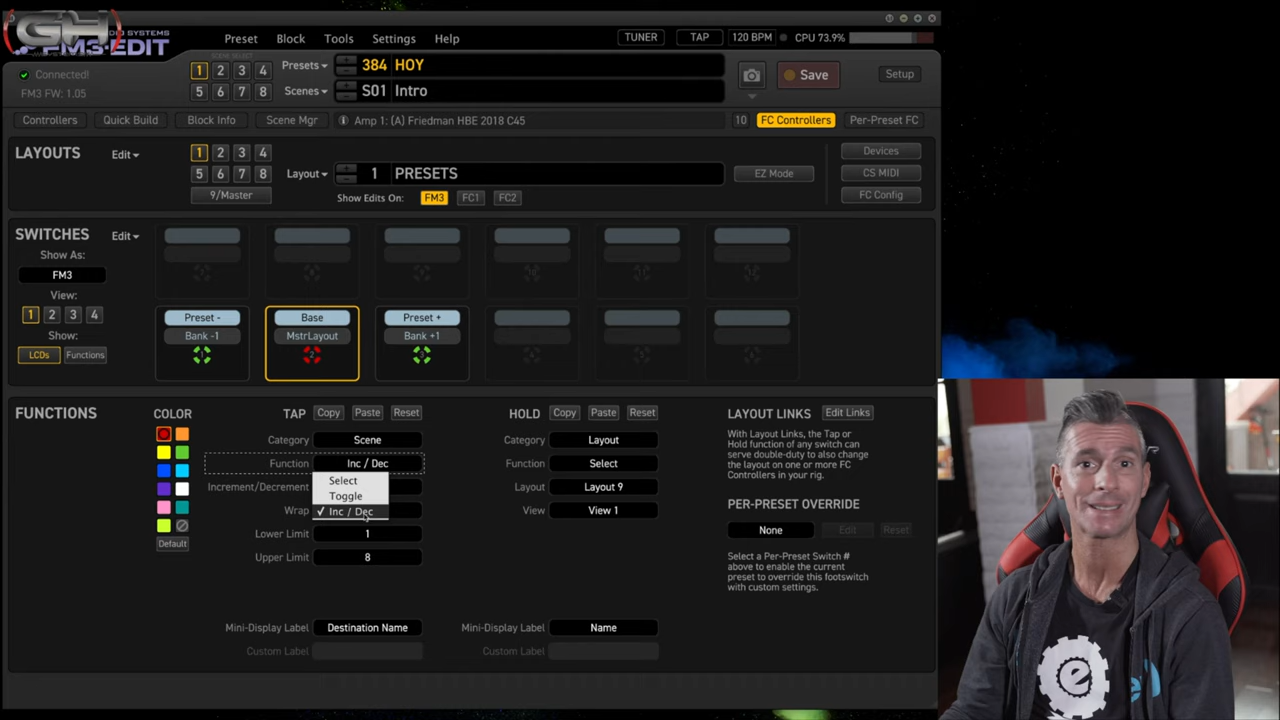 GH
FM3-EDIT
Preset Block Tools Settings Help
TUNER TAP 120 BPM CPU 73.9%
Connected!
FM3 FW: 1.05
1 2 3 4
5 6 7 8
Presets 384 HOY
Scenes S01 Intro
Save Setup
Controllers Quick Build Block Info Scene Mgr Amp 1: (A) Friedman HBE 2018 C45 10 FC Controllers Per-Preset FC
LAYOUTS Edit
1 2 3 4
5 6 7 8
9/Master
Layout 1 PRESETS EZ Mode
Show Edits On: FM3 FC1 FC2
Devices
CS MIDI
FC Config
SWITCHES Edit
Show As:
FM3
View:
1 2 3 4
Show:
LCDs Functions
Preset - Base Preset +
Bank -1 MstrLayout Bank +1
1 2 3
FUNCTIONS
COLOR
Default
TAP Copy Paste Reset
Category Scene
Function Inc / Dec
Select
Toggle
✓ Inc / Dec
Increment/Decrement
Wrap
Lower Limit 1
Upper Limit 8
Mini-Display Label Destination Name
Custom Label
HOLD Copy Paste Reset
Category Layout
Function Select
Layout Layout 9
View View 1
Mini-Display Label Name
Custom Label
LAYOUT LINKS Edit Links
With Layout Links, the Tap or
Hold function of any switch
can serve double-duty to also change
the layout on one or more FC
Controllers in your rig.
PER-PRESET OVERRIDE
None Edit Reset
Select a Per-Preset Switch #
above to enable the current
preset to override this footswitch
with custom settings.
e